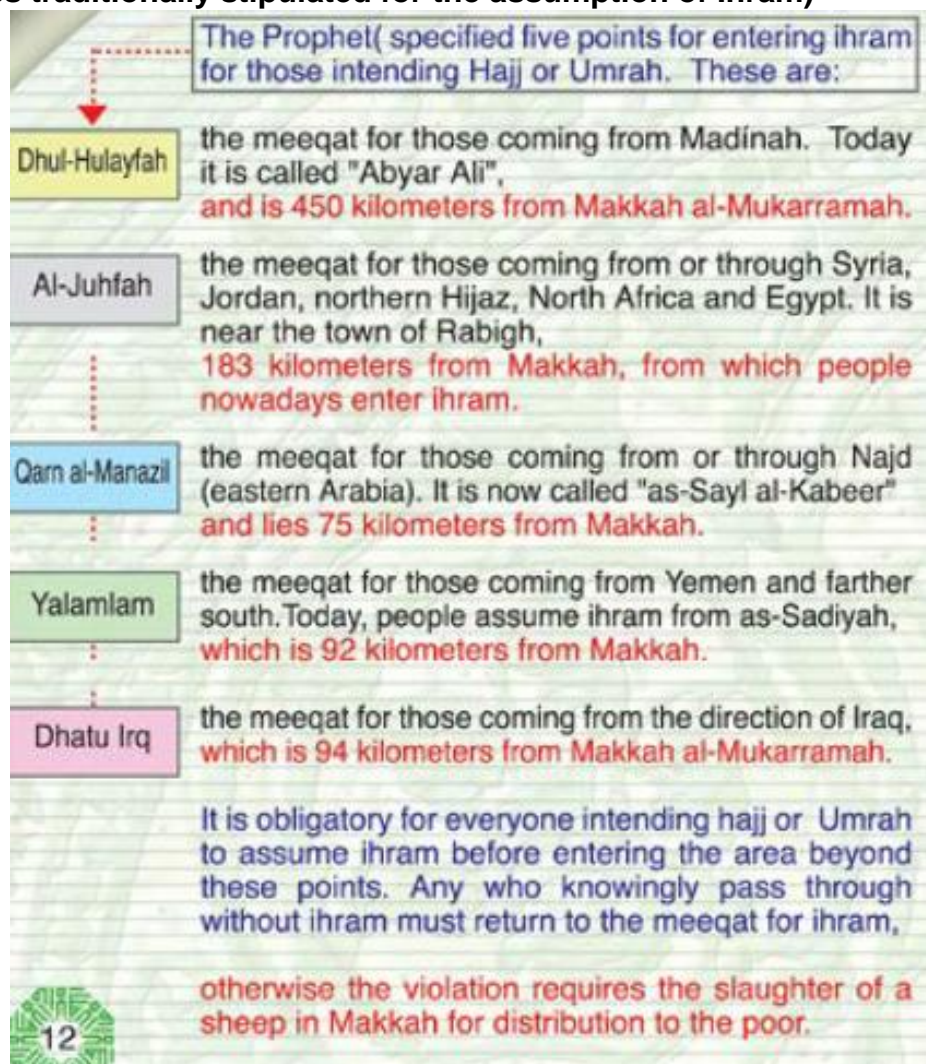 s traditionally stipulated for the assumption of Ihram)
The Prophet( specified five points for entering ihram
for those intending Hajj or Umrah. These are:
Dhul-Hulayfah
the meeqat for those coming from Madínah. Today
it is called "Abyar Ali",
and is 450 kilometers from Makkah al-Mukarramah.
Al-Juhfah
the meeqat for those coming from or through Syria,
Jordan, northern Hijaz, North Africa and Egypt. It is
near the town of Rabigh,
183 kilometers from Makkah, from which people
nowadays enter ihram.
Qarn al-Manazil
the meeqat for those coming from or through Najd
(eastern Arabia). It is now called "as-Sayl al-Kabeer"
and lies 75 kilometers from Makkah.
Yalamlam
the meeqat for those coming from Yemen and farther
south.Today, people assume ihram from as-Sadiyah,
which is 92 kilometers from Makkah.
Dhatu Irq
the meeqat for those coming from the direction of Iraq,
which is 94 kilometers from Makkah al-Mukarramah.
It is obligatory for everyone intending hajj or Umrah
to assume ihram before entering the area beyond
these points. Any who knowingly pass through
without ihram must return to the meeqat for ihram,
otherwise the violation requires the slaughter of a
sheep in Makkah for distribution to the poor.
12